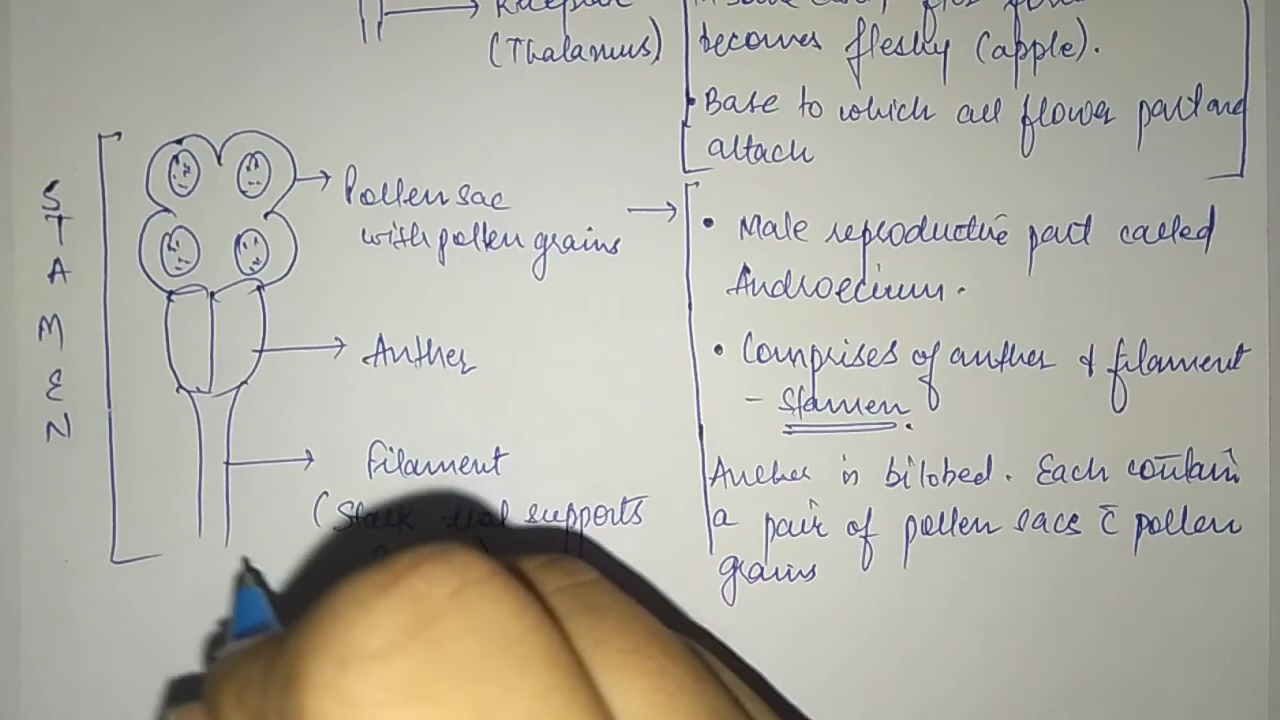 (Thalamus)
becomes fleshy (apple).
• Base to which all flower part are
attach
STAMEN
Pollen sac
with pollen grains
Anther
filament
(Stalk that supports
• Male reproductive part called
Androecium.
• Comprises of anther & filament
- Stamen.
Anther is bilobed. Each contain
a pair of pollen sacs c̄ pollen
grains